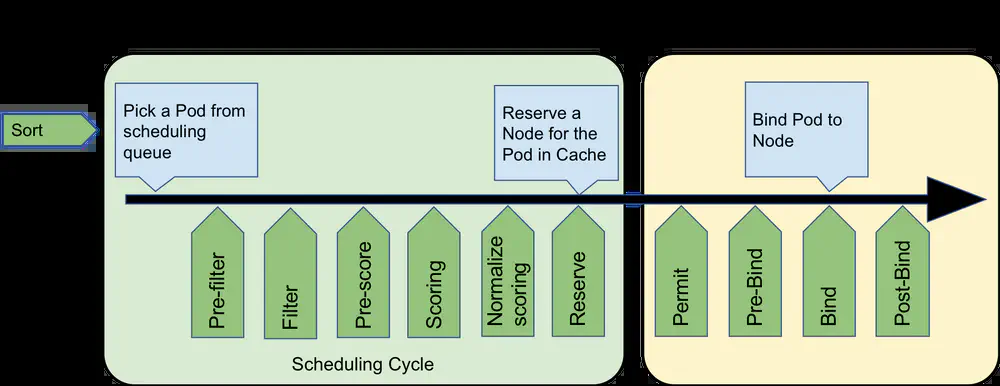 Sort
Pick a Pod from
scheduling
queue
Reserve a
Node for the
Pod in Cache
Bind Pod to
Node
Pre-filter
Filter
Pre-score
Scoring
Normalize
scoring
Reserve
Permit
Pre-Bind
Bind
Post-Bind
Scheduling Cycle